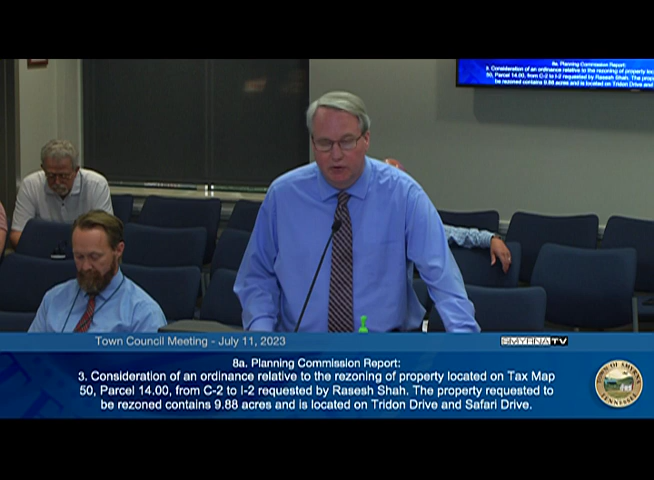 8a. Planning Commission Report:
3. Consideration of an ordinance relative to the rezoning of property loc
50, Parcel 14.00, from C-2 to I-2 requested by Rasesh Shah. The prope
be rezoned contains 9.88 acres and is located on Tridon Drive and
Town Council Meeting - July 11, 2023
SMYRNATV
8a. Planning Commission Report:
3. Consideration of an ordinance relative to the rezoning of property located on Tax Map
50, Parcel 14.00, from C-2 to I-2 requested by Rasesh Shah. The property requested to
be rezoned contains 9.88 acres and is located on Tridon Drive and Safari Drive.
TOWN OF SMYRNA
TENNESSEE